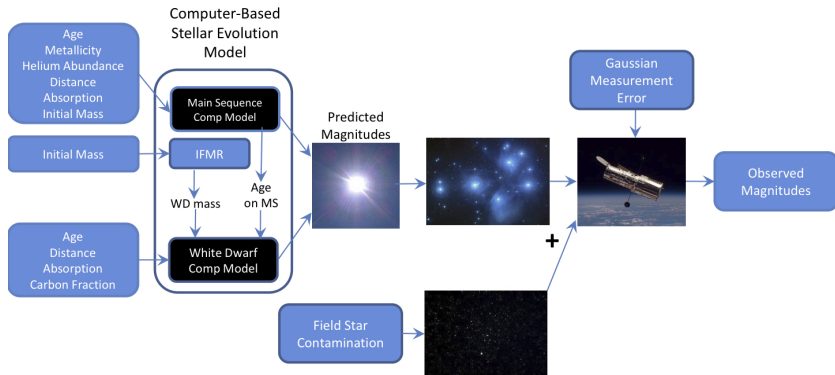 Computer-Based
Stellar Evolution
Model
Age
Metallicity
Helium Abundance
Distance
Absorption
Initial Mass
Main Sequence
Comp Model
Initial Mass
IFMR
WD mass
Age
on MS
Age
Distance
Absorption
Carbon Fraction
White Dwarf
Comp Model
Predicted
Magnitudes
Gaussian
Measurement
Error
Observed
Magnitudes
+
Field Star
Contamination